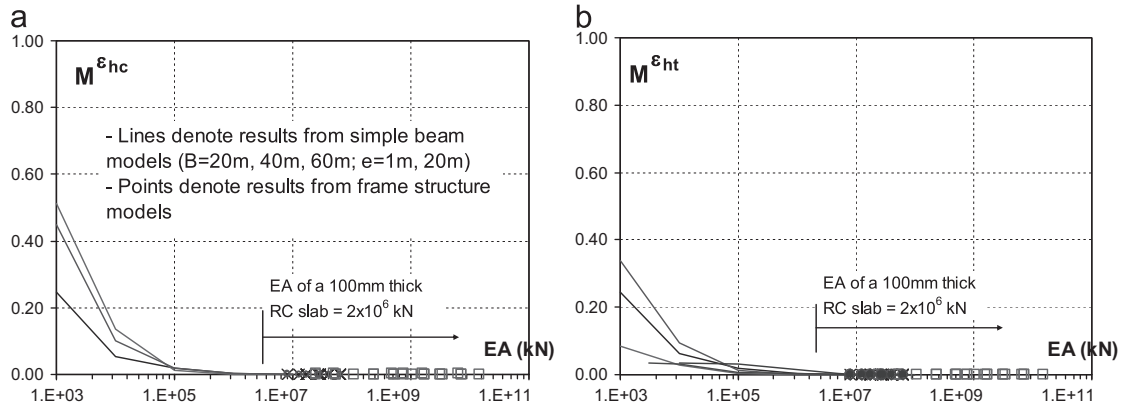 a
1.00
0.80
0.60
0.40
0.20
0.00
M^εhc
- Lines denote results from simple beam
models (B=20m, 40m, 60m; e=1m, 20m)
- Points denote results from frame structure
models
EA of a 100mm thick
RC slab = 2x10⁶ kN
EA (kN)
1.E+03 1.E+05 1.E+07 1.E+09 1.E+11
b
1.00
0.80
0.60
0.40
0.20
0.00
M^εht
EA of a 100mm thick
RC slab = 2x10⁶ kN
EA (kN)
1.E+03 1.E+05 1.E+07 1.E+09 1.E+11